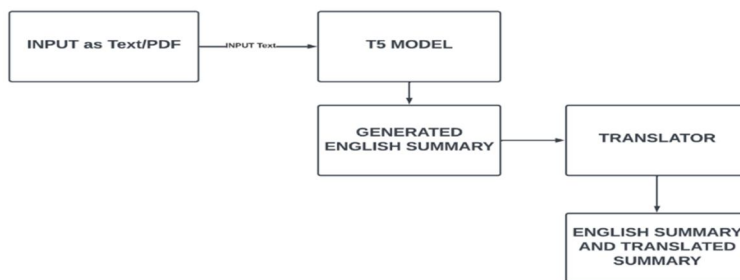 INPUT as Text/PDF
INPUT Text
T5 MODEL
GENERATED
ENGLISH SUMMARY
TRANSLATOR
ENGLISH SUMMARY
AND TRANSLATED
SUMMARY